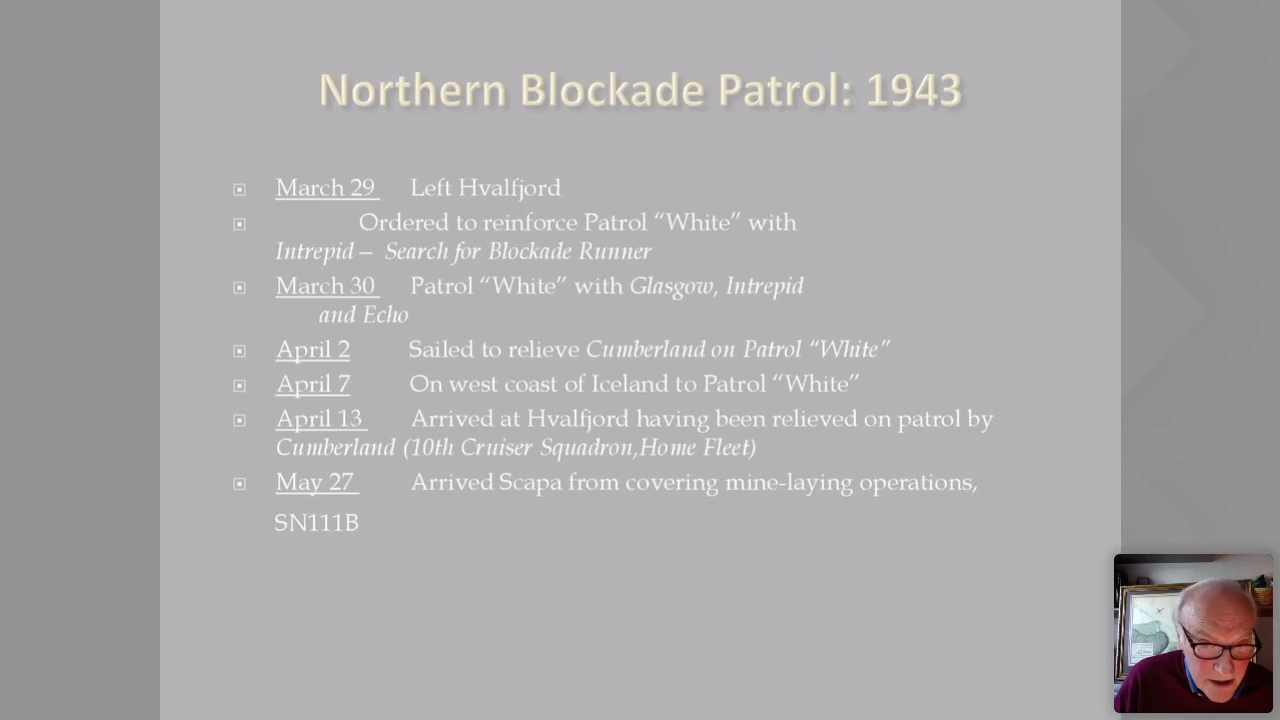 Northern Blockade Patrol: 1943
March 29 Left Hvalfjord
Ordered to reinforce Patrol “White” with
Intrepid – Search for Blockade Runner
March 30 Patrol “White” with Glasgow, Intrepid
and Echo
April 2 Sailed to relieve Cumberland on Patrol “White”
April 7 On west coast of Iceland to Patrol “White”
April 13 Arrived at Hvalfjord having been relieved on patrol by
Cumberland (10th Cruiser Squadron,Home Fleet)
May 27 Arrived Scapa from covering mine-laying operations,
SN111B